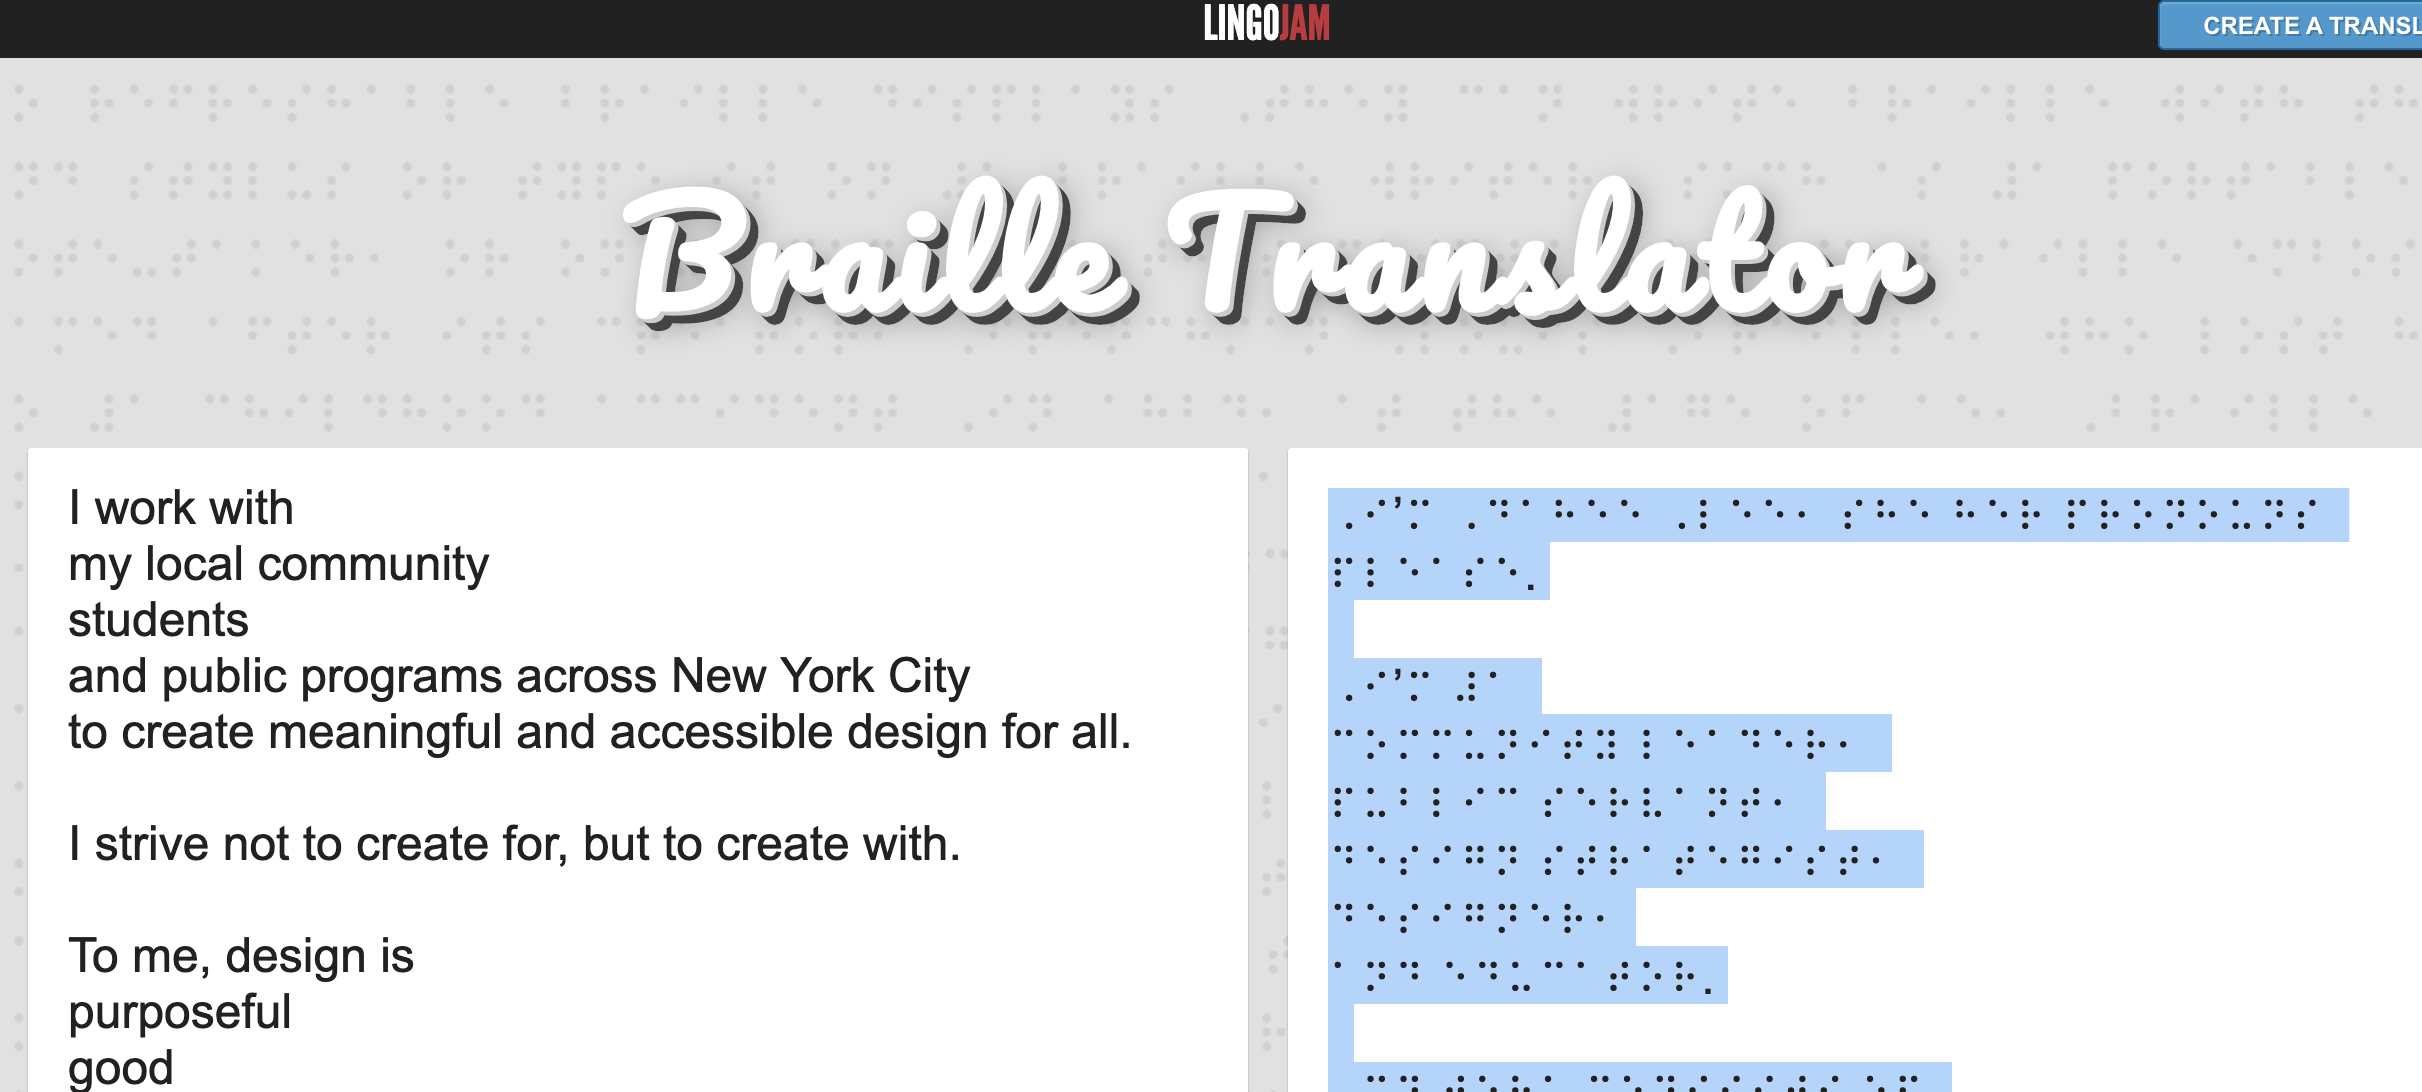 LINGOJAM
CREATE A TRANSL
Braille Translator
I work with
my local community
students
and public programs across New York City
to create meaningful and accessible design for all.
I strive not to create for, but to create with.
To me, design is
purposeful
good
⠠⠊’⠍ ⠠⠙⠁⠓⠑⠑ ⠠⠇⠑⠑⠂ ⠎⠓⠑ ⠓⠑⠗ ⠏⠗⠕⠝⠕⠥⠝⠎
⠏⠇⠑⠁⠎⠑.
⠠⠊’⠍ ⠼⠁
⠉⠕⠍⠍⠥⠝⠊⠞⠽ ⠇⠑⠁⠙⠑⠗⠂
⠏⠥⠃⠇⠊⠉ ⠎⠑⠗⠧⠁⠝⠞⠂
⠙⠑⠎⠊⠛⠝ ⠎⠞⠗⠁⠞⠑⠛⠊⠎⠞⠂
⠙⠑⠎⠊⠛⠝⠑⠗⠂
⠁⠝⠙ ⠑⠙⠥⠉⠁⠞⠕⠗.